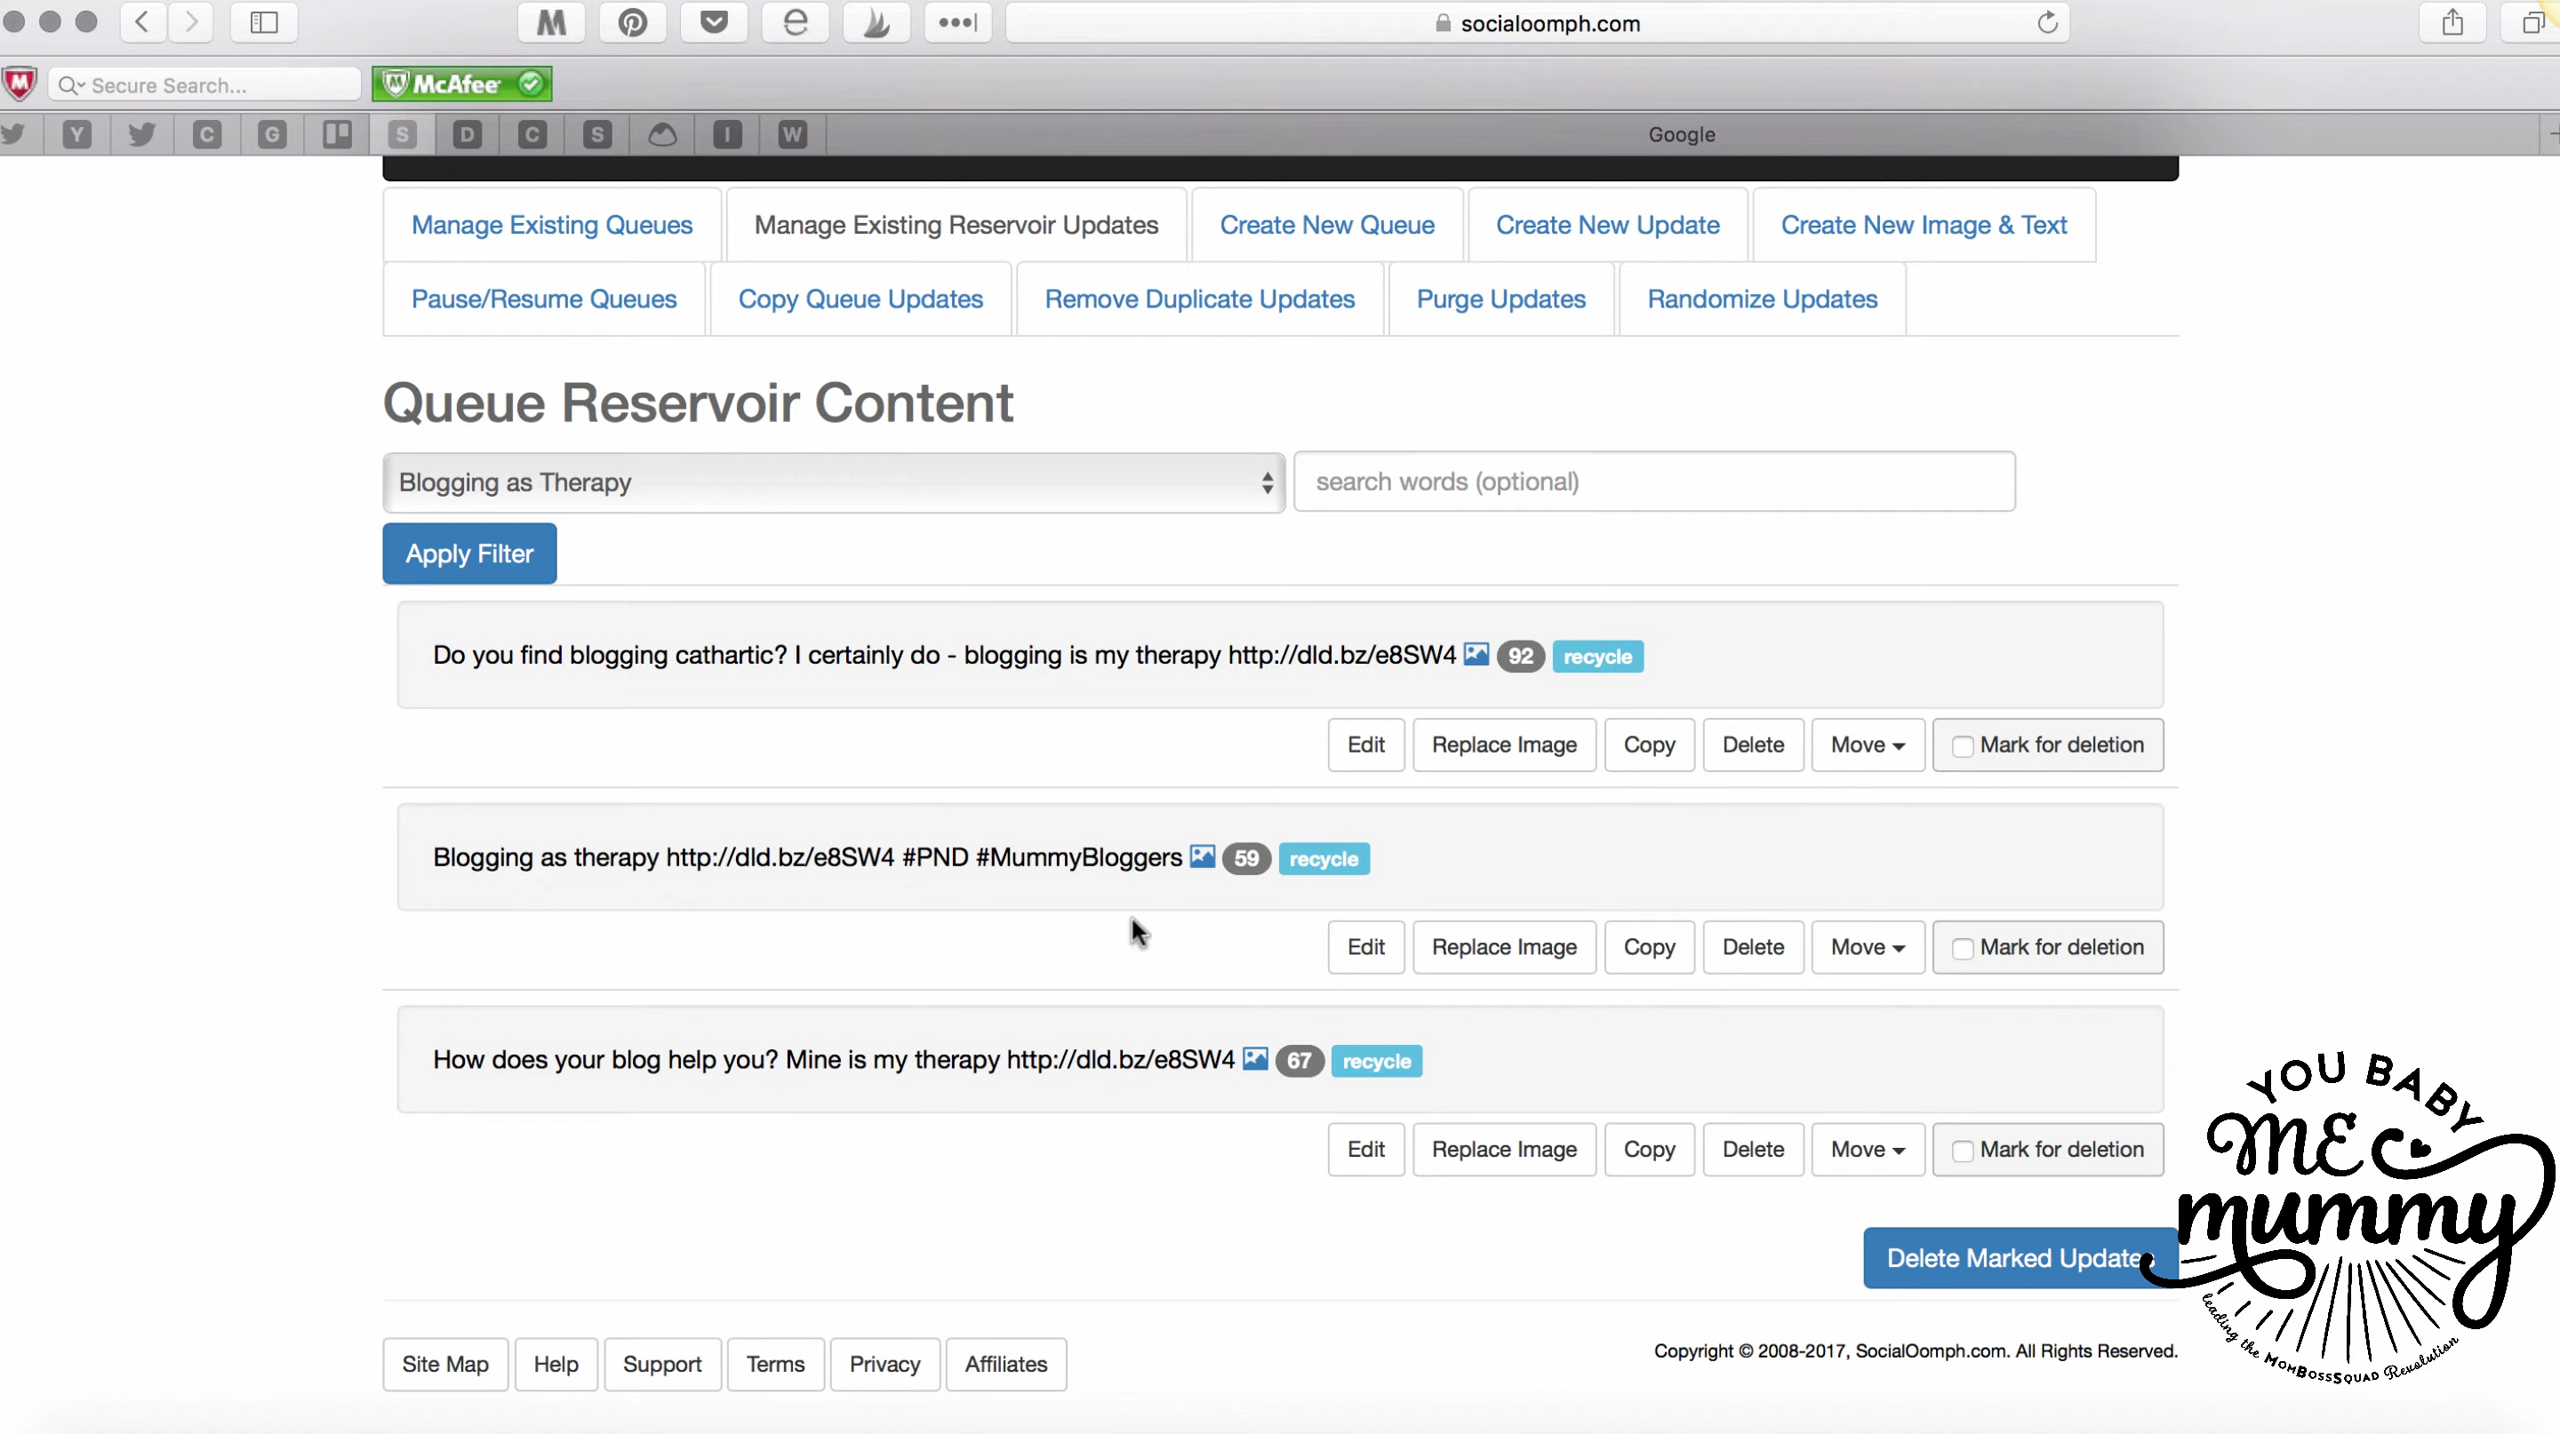 socialoomph.com
Secure Search...
McAfee
Y C G S D C S I W Google
Manage Existing Queues Manage Existing Reservoir Updates Create New Queue Create New Update Create New Image & Text
Pause/Resume Queues Copy Queue Updates Remove Duplicate Updates Purge Updates Randomize Updates
Queue Reservoir Content
Blogging as Therapy search words (optional)
Apply Filter
Do you find blogging cathartic? I certainly do - blogging is my therapy http://dld.bz/e8SW4 92 recycle
Edit Replace Image Copy Delete Move Mark for deletion
Blogging as therapy http://dld.bz/e8SW4 #PND #MummyBloggers 59 recycle
Edit Replace Image Copy Delete Move Mark for deletion
How does your blog help you? Mine is my therapy http://dld.bz/e8SW4 67 recycle
Edit Replace Image Copy Delete Move Mark for deletion
Delete Marked Updates
Site Map Help Support Terms Privacy Affiliates
Copyright © 2008-2017, SocialOomph.com. All Rights Reserved.
YOU BABY
ME
mummy
leading the MOMBOSSSQUAD Revolution